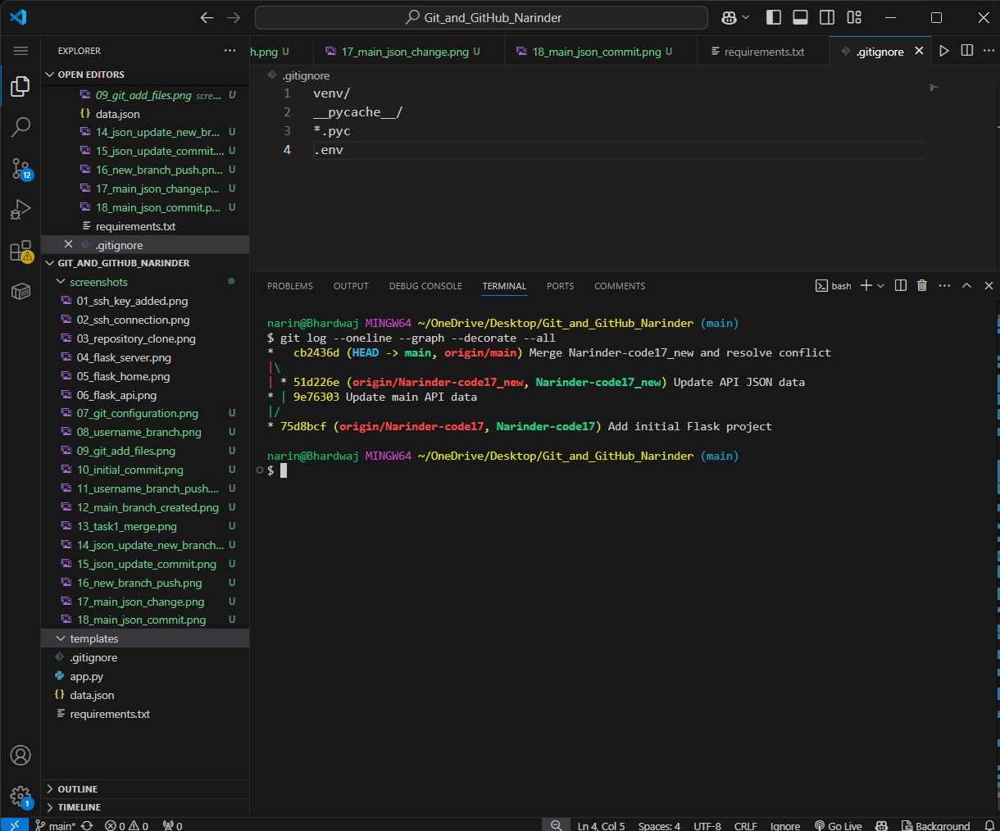 Git_and_GitHub_Narinder
EXPLORER
OPEN EDITORS
09_git_add_files.png scre... U
data.json
14_json_update_new_br... U
15_json_update_commit.... U
16_new_branch_push.pn... U
17_main_json_change.p... U
18_main_json_commit.p... U
requirements.txt
.gitignore
GIT_AND_GITHUB_NARINDER
screenshots
01_ssh_key_added.png
02_ssh_connection.png
03_repository_clone.png
04_flask_server.png
05_flask_home.png
06_flask_api.png
07_git_configuration.png U
08_username_branch.png U
09_git_add_files.png U
10_initial_commit.png U
11_username_branch_push.... U
12_main_branch_created.png U
13_task1_merge.png U
14_json_update_new_branch... U
15_json_update_commit.png U
16_new_branch_push.png U
17_main_json_change.png U
18_main_json_commit.png U
templates
.gitignore
app.py
data.json
requirements.txt
OUTLINE
TIMELINE
h.png U 17_main_json_change.png U 18_main_json_commit.png U requirements.txt .gitignore
.gitignore
1 venv/
2 __pycache__/
3 *.pyc
4 .env
PROBLEMS OUTPUT DEBUG CONSOLE TERMINAL PORTS COMMENTS bash
narin@Bhardwaj MINGW64 ~/OneDrive/Desktop/Git_and_GitHub_Narinder (main)
$ git log --oneline --graph --decorate --all
*   cb2436d (HEAD -> main, origin/main) Merge Narinder-code17_new and resolve conflict
|\
| * 51d226e (origin/Narinder-code17_new, Narinder-code17_new) Update API JSON data
* | 9e76303 Update main API data
|/
* 75d8bcf (origin/Narinder-code17, Narinder-code17) Add initial Flask project
narin@Bhardwaj MINGW64 ~/OneDrive/Desktop/Git_and_GitHub_Narinder (main)
$
12
1
main* 0 0 0 Ln 4, Col 5 Spaces: 4 UTF-8 CRLF Ignore Go Live Background